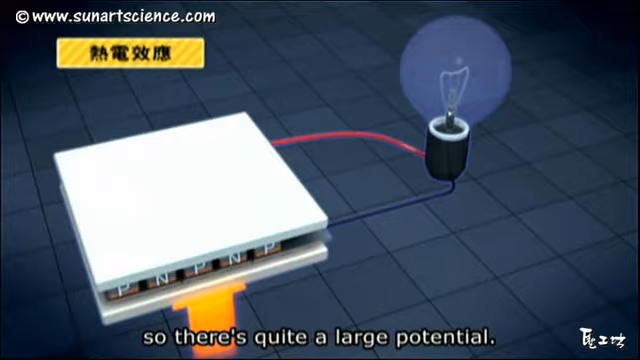 © www.sunartscience.com
熱電效應
P N P N P
so there's quite a large potential.